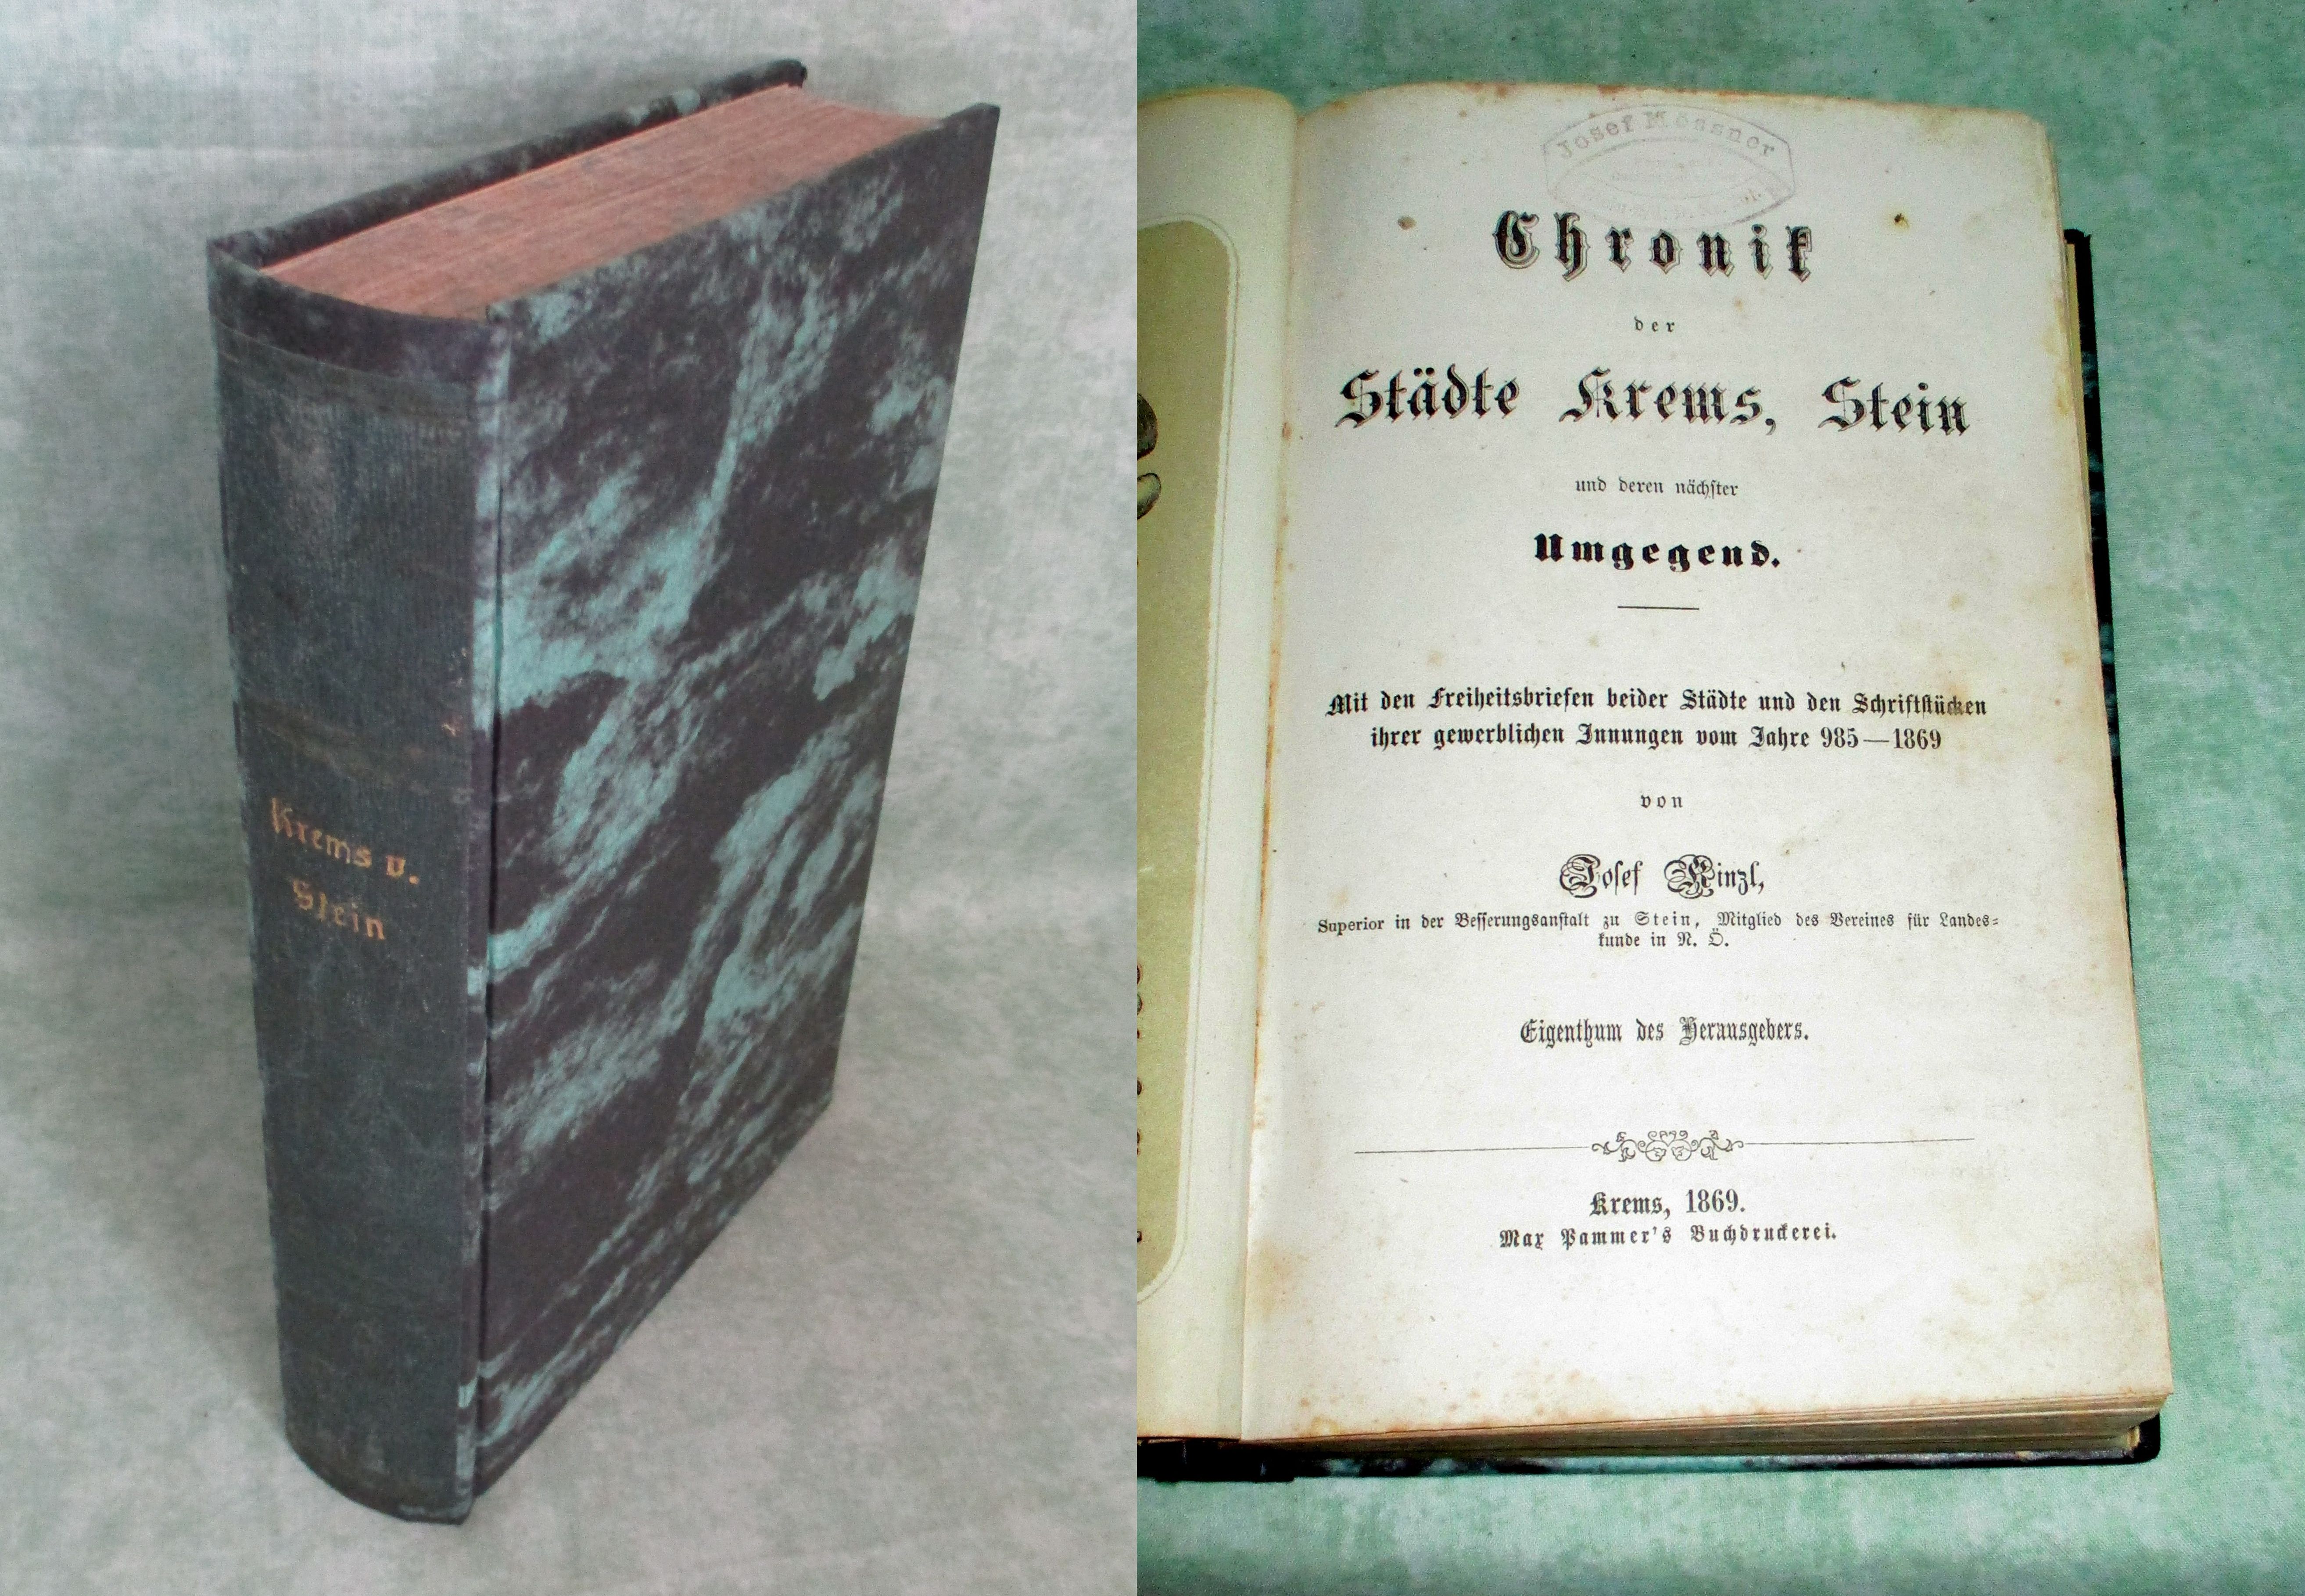 Krems u.
Stein
Josef Messner
Chronik
der
Städte Krems, Stein
und deren nächster
Umgegend.
Mit den Freiheitsbriefen beider Städte und den Schriftstücken
ihrer gewerblichen Innungen vom Jahre 985—1869
von
Josef Kinzl,
Superior in der Besserungsanstalt zu Stein, Mitglied des Vereines für Landes-
kunde in N. Ö.
Eigenthum des Herausgebers.
Krems, 1869.
Max Pammer's Buchdruckerei.